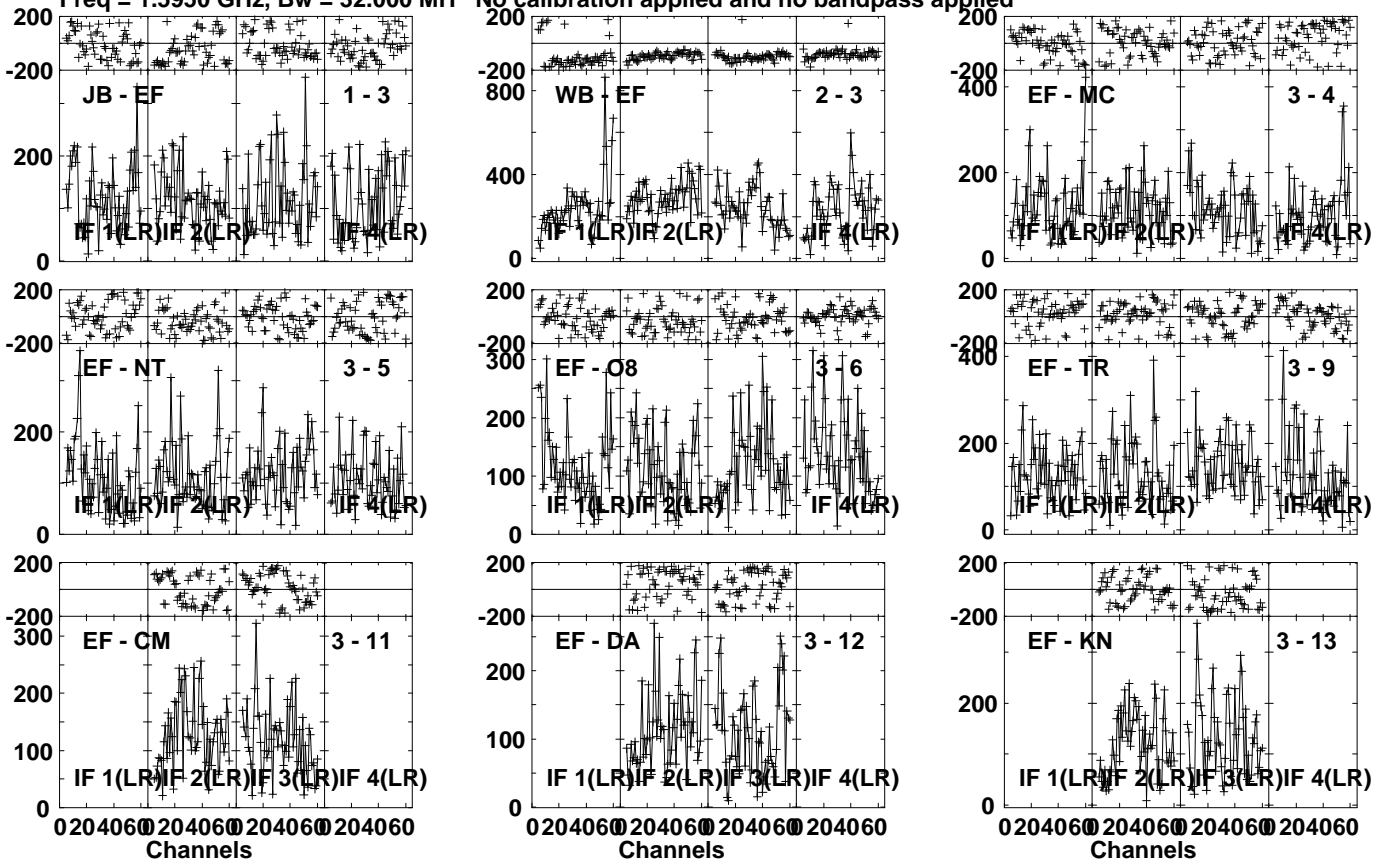 Freq = 1.5950 GHz, Bw = 32.000 MH No calibration applied and no bandpass applied
200
-200
JB - EF 1 - 3
200
0
IF 1(LR) IF 2(LR) IF 4(LR)
200
-200
WB - EF 2 - 3
800
400
0
IF 1(LR) IF 2(LR) IF 4(LR)
200
-200
EF - MC 3 - 4
400
200
0
IF 1(LR) IF 2(LR) IF 4(LR)
200
-200
EF - NT 3 - 5
200
0
IF 1(LR) IF 2(LR) IF 4(LR)
200
-200
EF - O8 3 - 6
300
200
100
0
IF 1(LR) IF 2(LR) IF 4(LR)
200
-200
EF - TR 3 - 9
400
200
0
IF 1(LR) IF 2(LR) IF 4(LR)
200
-200
EF - CM 3 - 11
300
200
100
0
IF 1(LR) IF 2(LR) IF 3(LR) IF 4(LR)
0 20 40 60 0 20 40 60 0 20 40 60 0 20 40 60
Channels
200
-200
EF - DA 3 - 12
200
100
0
IF 1(LR) IF 2(LR) IF 3(LR) IF 4(LR)
0 20 40 60 0 20 40 60 0 20 40 60 0 20 40 60
Channels
200
-200
EF - KN 3 - 13
200
0
IF 1(LR) IF 2(LR) IF 3(LR) IF 4(LR)
0 20 40 60 0 20 40 60 0 20 40 60 0 20 40 60
Channels